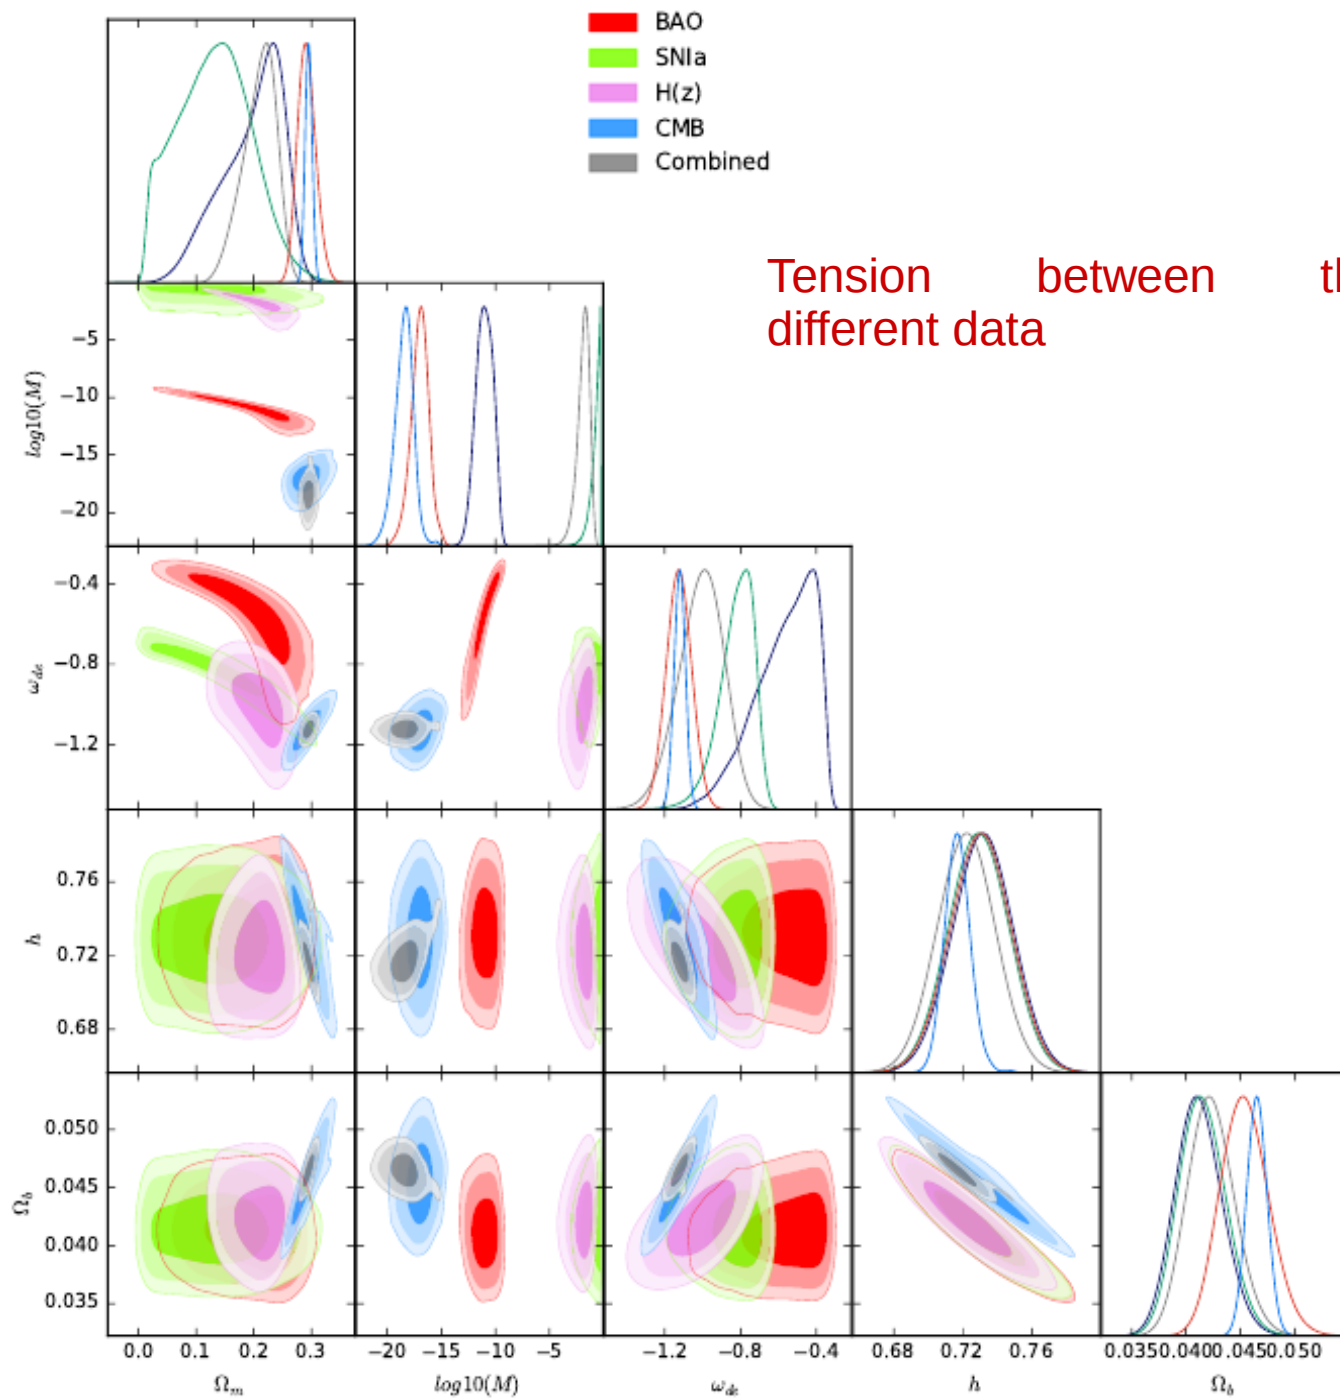 BAO
SNIa
H(z)
CMB
Combined
Tension between
different data
−5
−10
−15
−20
log10(M)
−0.4
−0.8
−1.2
ω_de
0.76
0.72
0.68
h
0.050
0.045
0.040
0.035
Ω_b
0.0 0.1 0.2 0.3
−20 −15 −10 −5
−1.2 −0.8 −0.4
0.68 0.72 0.76
0.035 0.040 0.045 0.050
Ω_m
log10(M)
ω_de
h
Ω_b